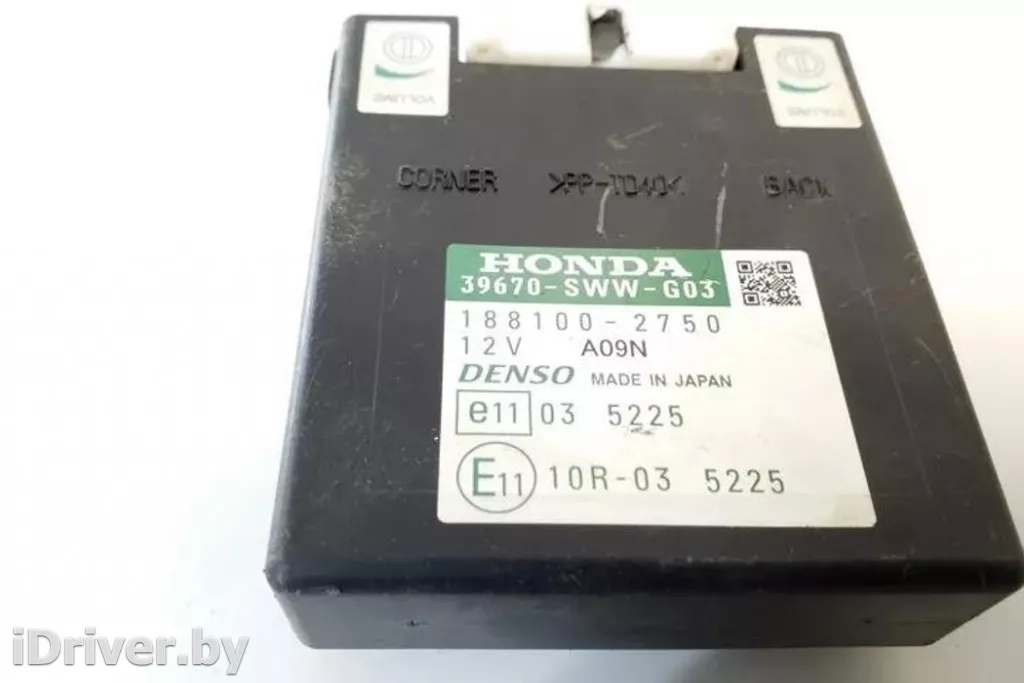 VOLUME
VOLUME
CORNER >PP-TD40< BACK
HONDA
39670-SWW-G03
188100-2750
12V A09N
DENSO MADE IN JAPAN
e11 03 5225
E11 10R-03 5225
iDriver.by